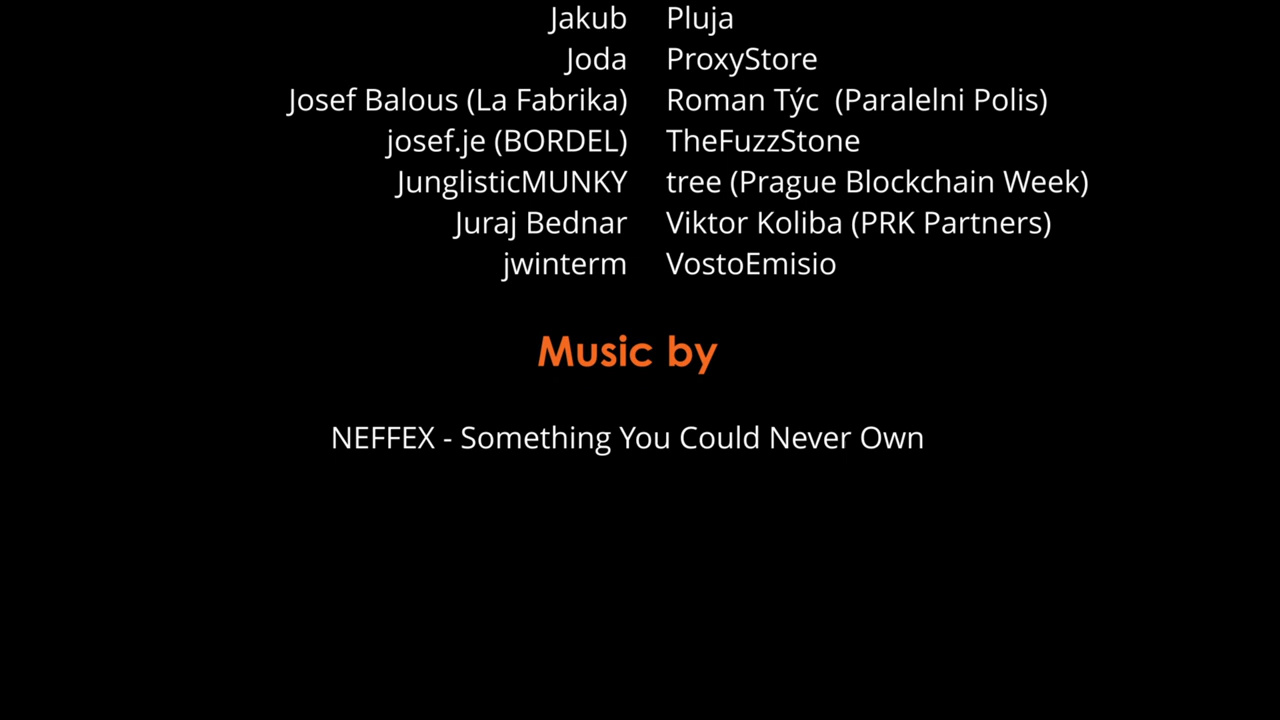 Jakub Pluja
Joda ProxyStore
Josef Balous (La Fabrika) Roman Týc (Paralelni Polis)
josef.je (BORDEL) TheFuzzStone
JunglisticMUNKY tree (Prague Blockchain Week)
Juraj Bednar Viktor Koliba (PRK Partners)
jwinterm VostoEmisio
Music by
NEFFEX - Something You Could Never Own